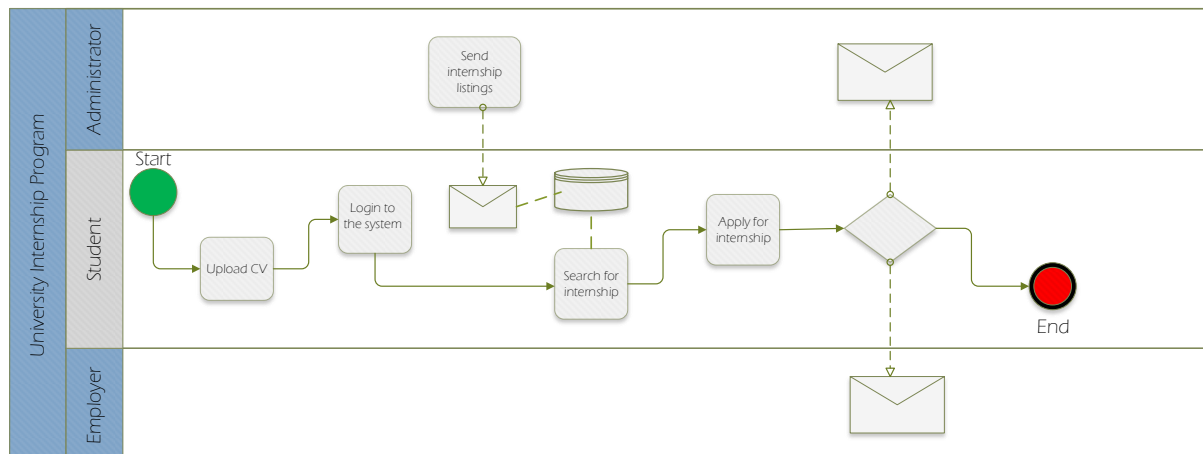 University Internship Program
Administrator
Send
internship
listings
Student
Start
Upload CV
Login to
the system
Search for
internship
Apply for
internship
End
Employer